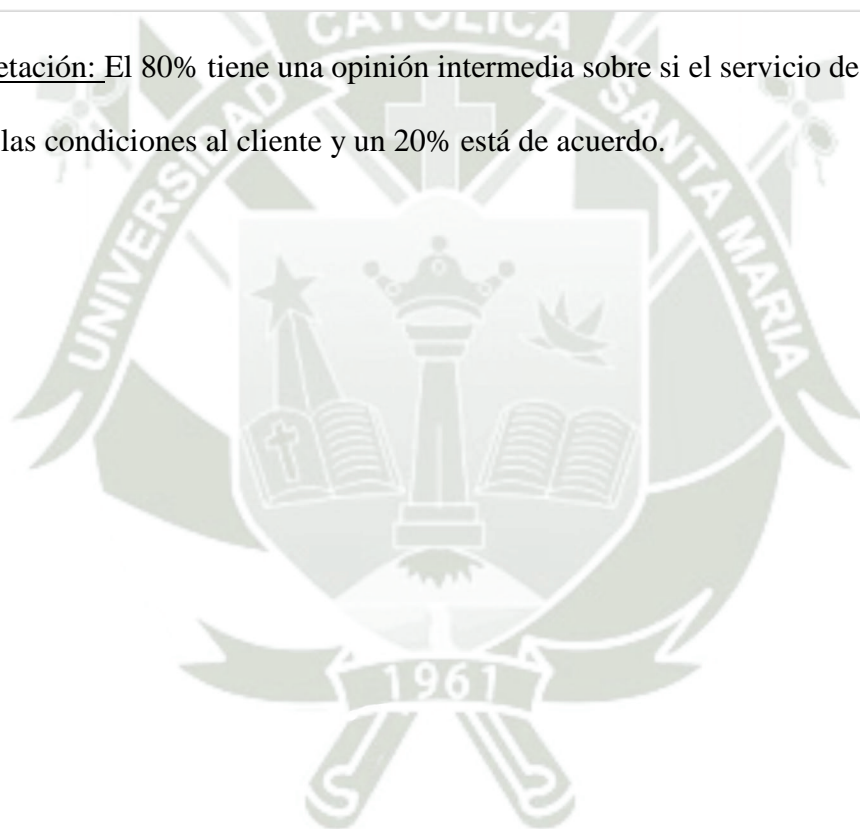 CATOLICA
etación: El 80% tiene una opinión intermedia sobre si el servicio de
las condiciones al cliente y un 20% está de acuerdo.
UNIVERSIDAD
SANTA MARIA
1961